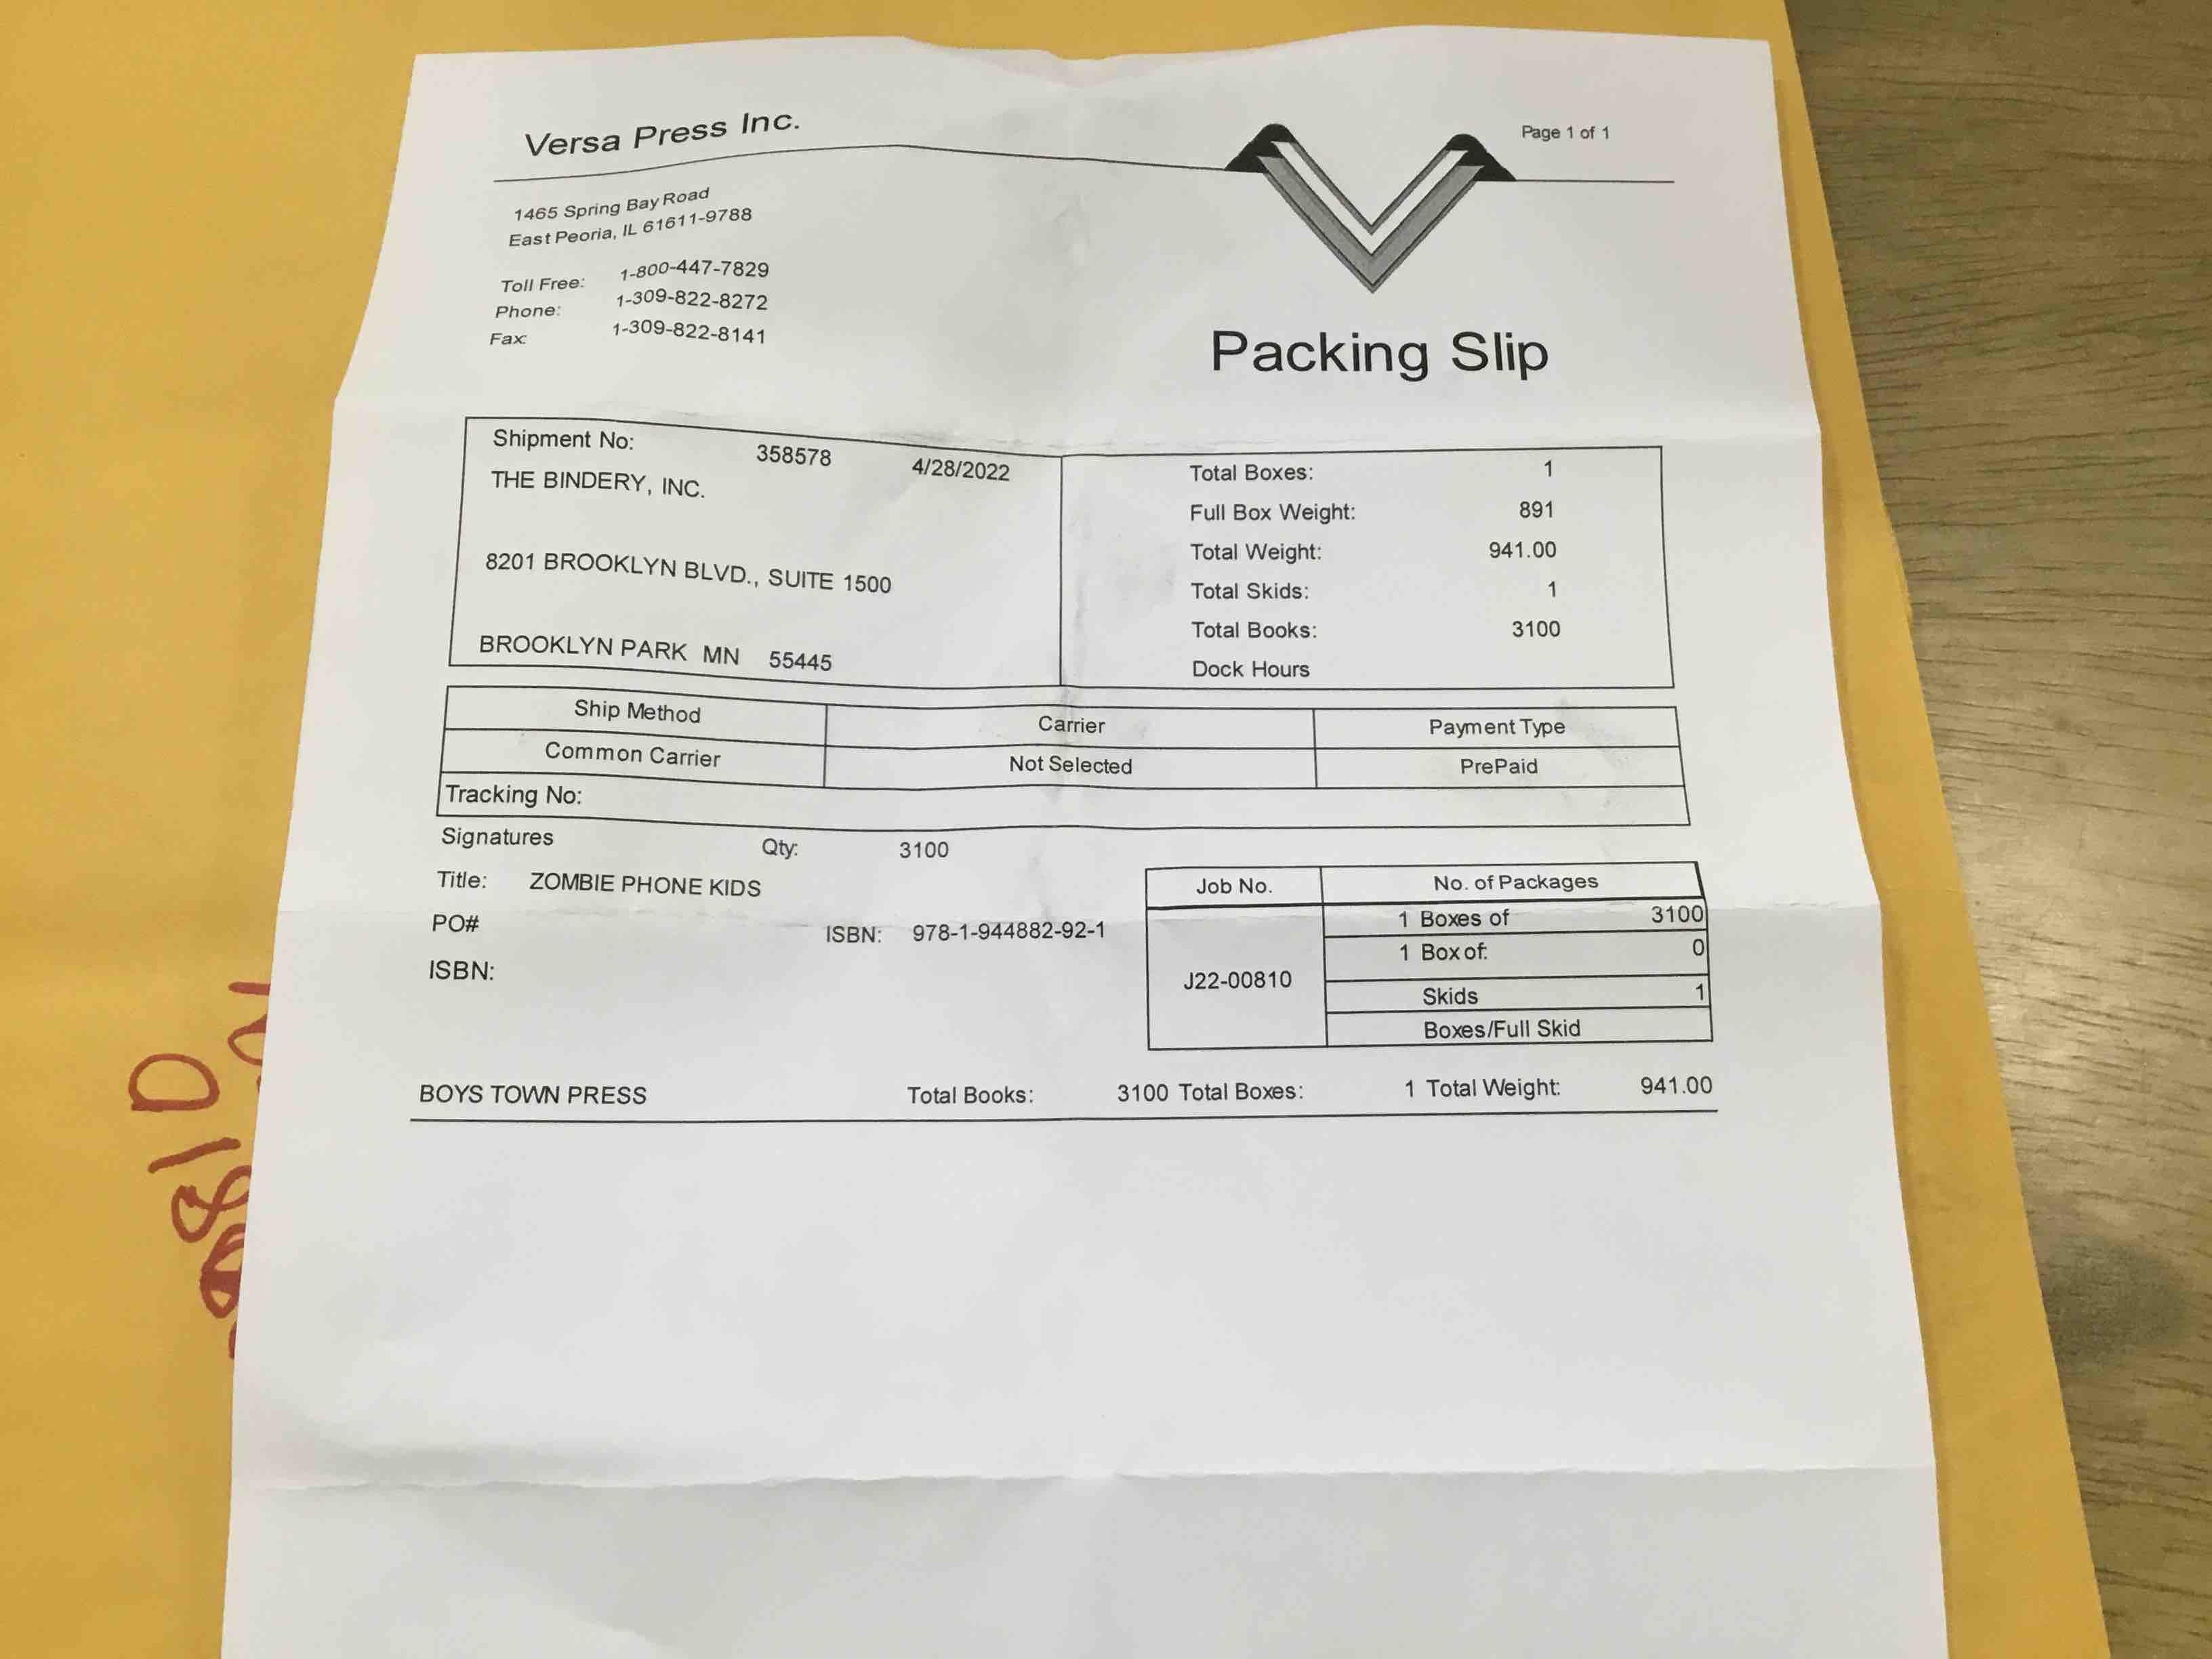 Versa Press Inc.
Page 1 of 1
1465 Spring Bay Road
East Peoria, IL 61611-9788
Toll Free: 1-800-447-7829
Phone: 1-309-822-8272
Fax: 1-309-822-8141
Packing Slip
Shipment No: 358578 4/28/2022
THE BINDERY, INC.
8201 BROOKLYN BLVD., SUITE 1500
BROOKLYN PARK MN 55445
Total Boxes: 1
Full Box Weight: 891
Total Weight: 941.00
Total Skids: 1
Total Books: 3100
Dock Hours
Ship Method Carrier Payment Type
Common Carrier Not Selected PrePaid
Tracking No:
Signatures Qty: 3100
Title: ZOMBIE PHONE KIDS
PO# ISBN: 978-1-944882-92-1
ISBN:
Job No. No. of Packages
J22-00810
1 Boxes of 3100
1 Box of: 0
Skids 1
Boxes/Full Skid
BOYS TOWN PRESS Total Books: 3100 Total Boxes: 1 Total Weight: 941.00